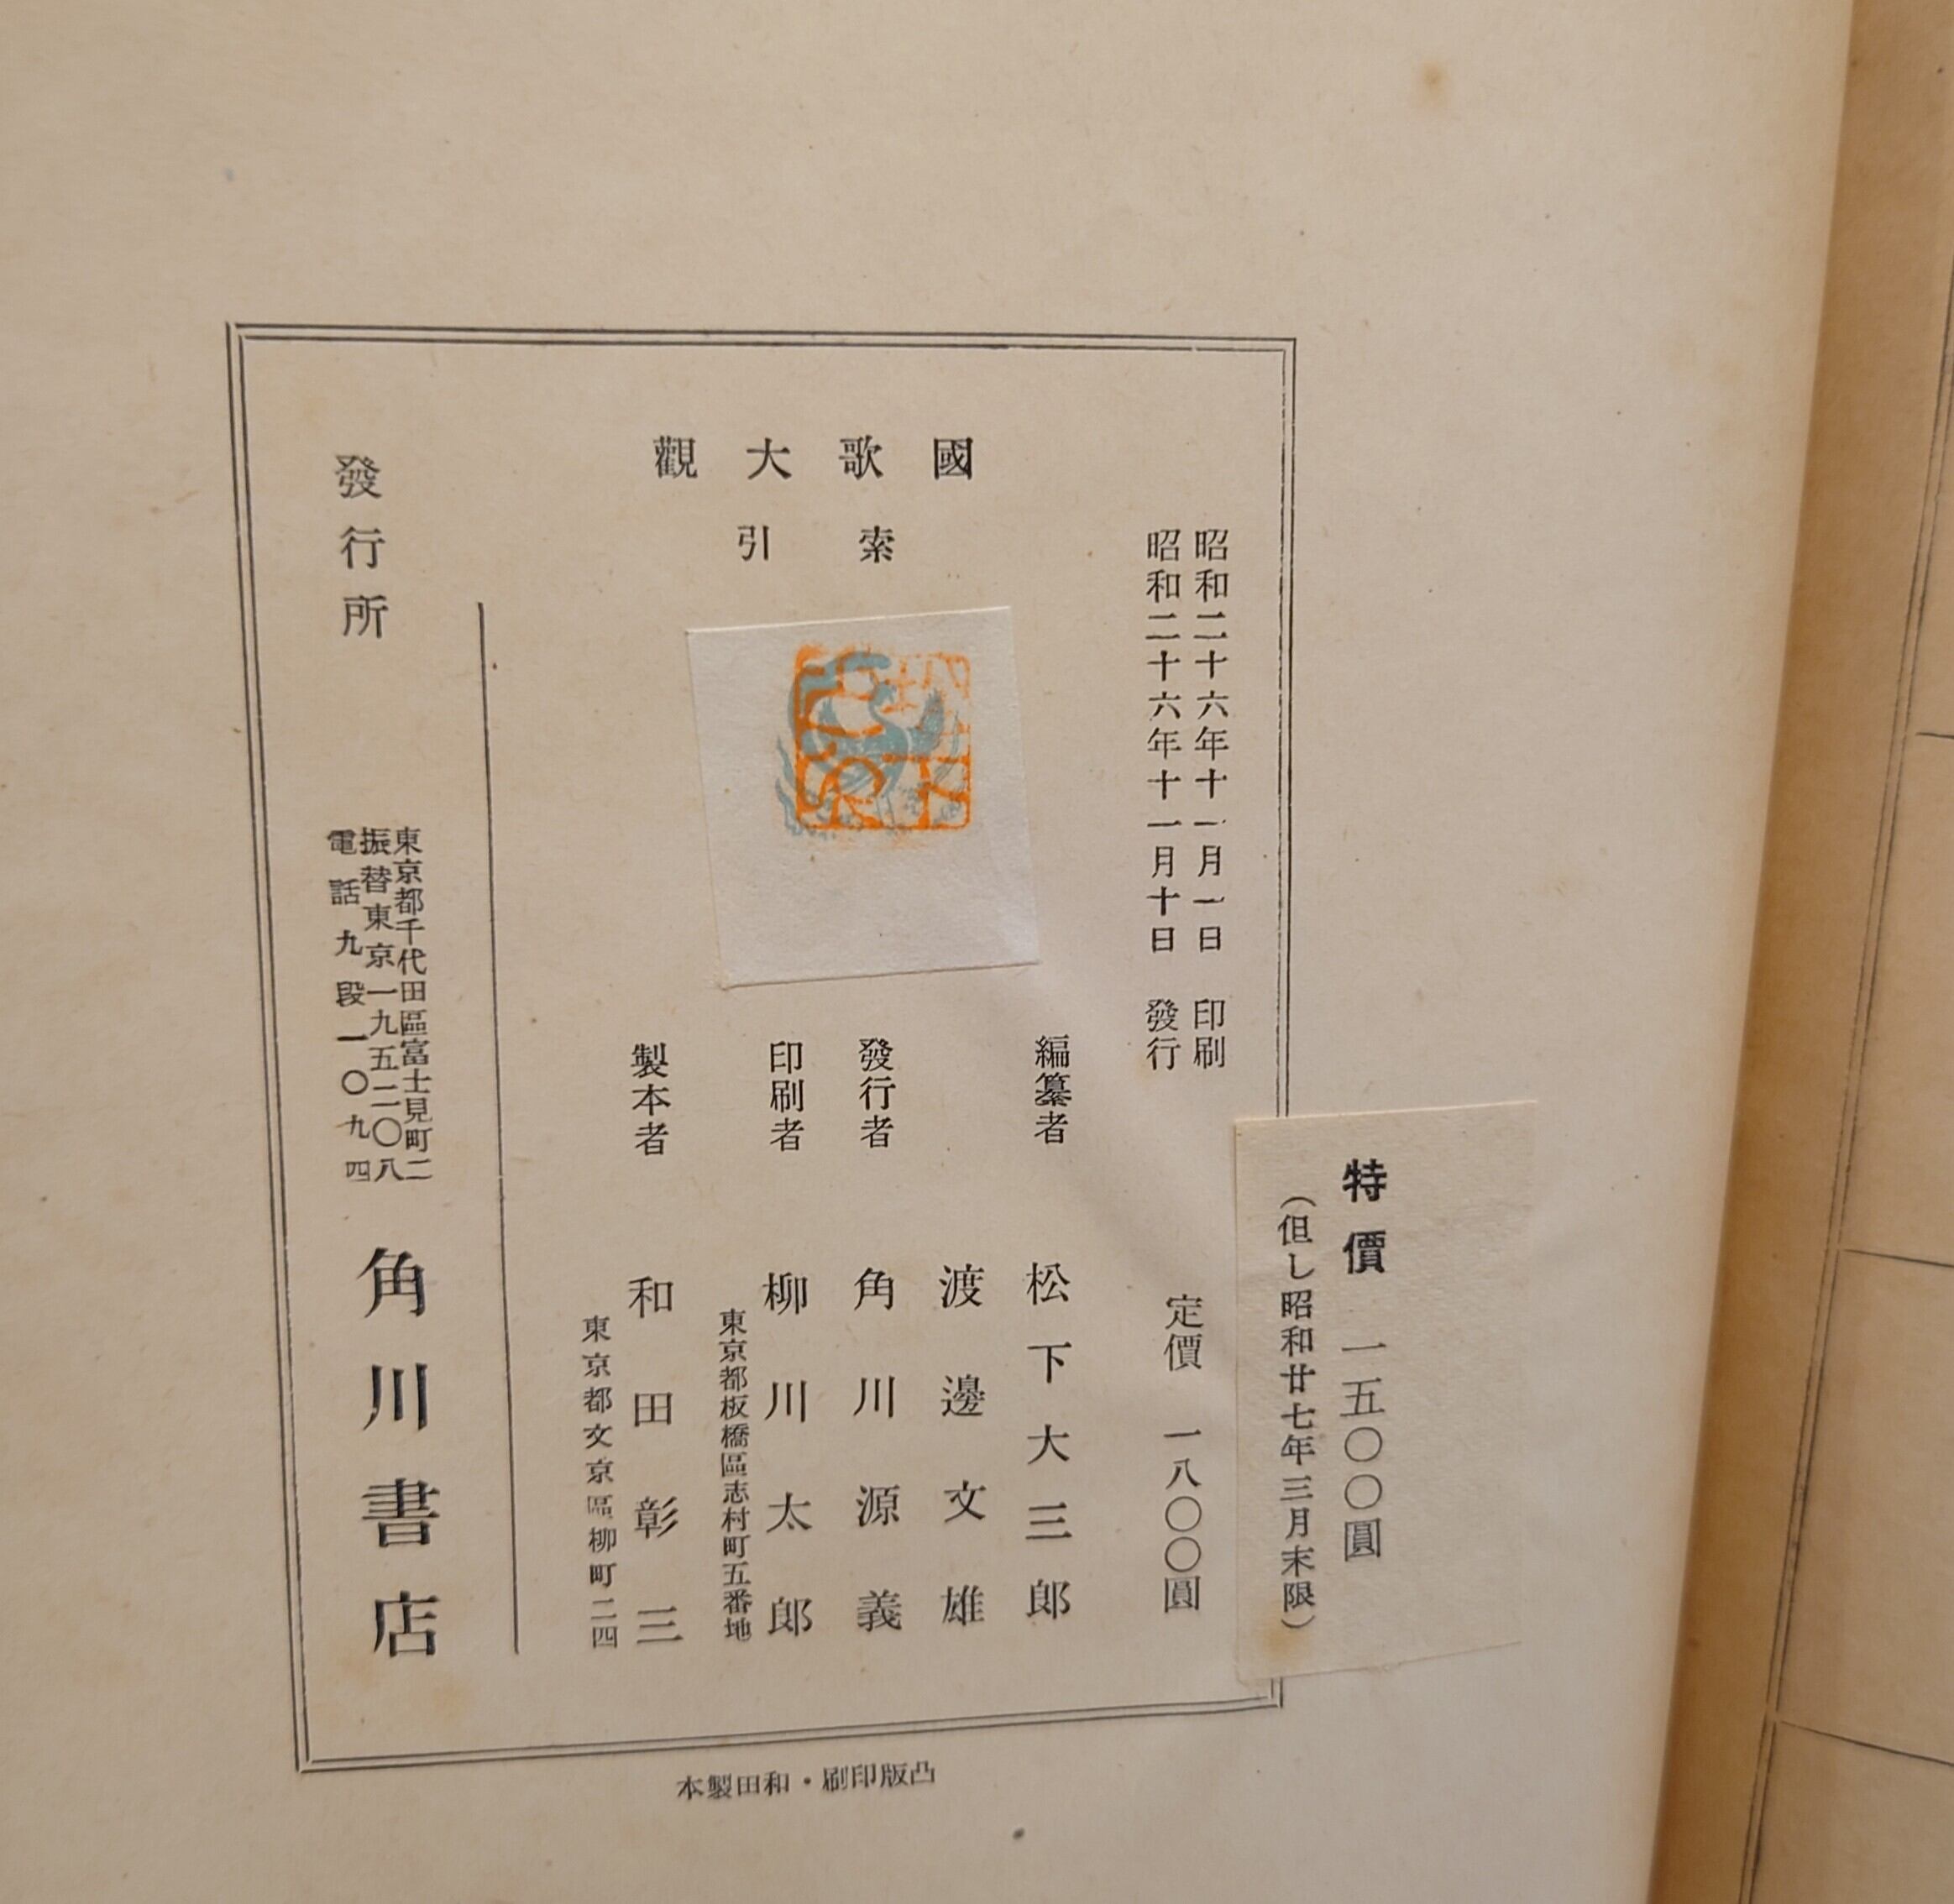 特價 一五〇〇圓
（但し昭和廿七年三月末限）
國歌大觀
索引
昭和二十六年十一月一日 印刷
昭和二十六年十一月十日 發行
定價 一八〇〇圓
編纂者 松下大三郎
渡邊文雄
發行者 角川源義
印刷者 柳川太郎
東京都板橋區志村町五番地
製本者 和田彰三
東京都文京區柳町二四
發行所
東京都千代田區富士見町二
振替東京一九五二〇八
電話九段一〇九四
角川書店
凸版印刷・和田製本